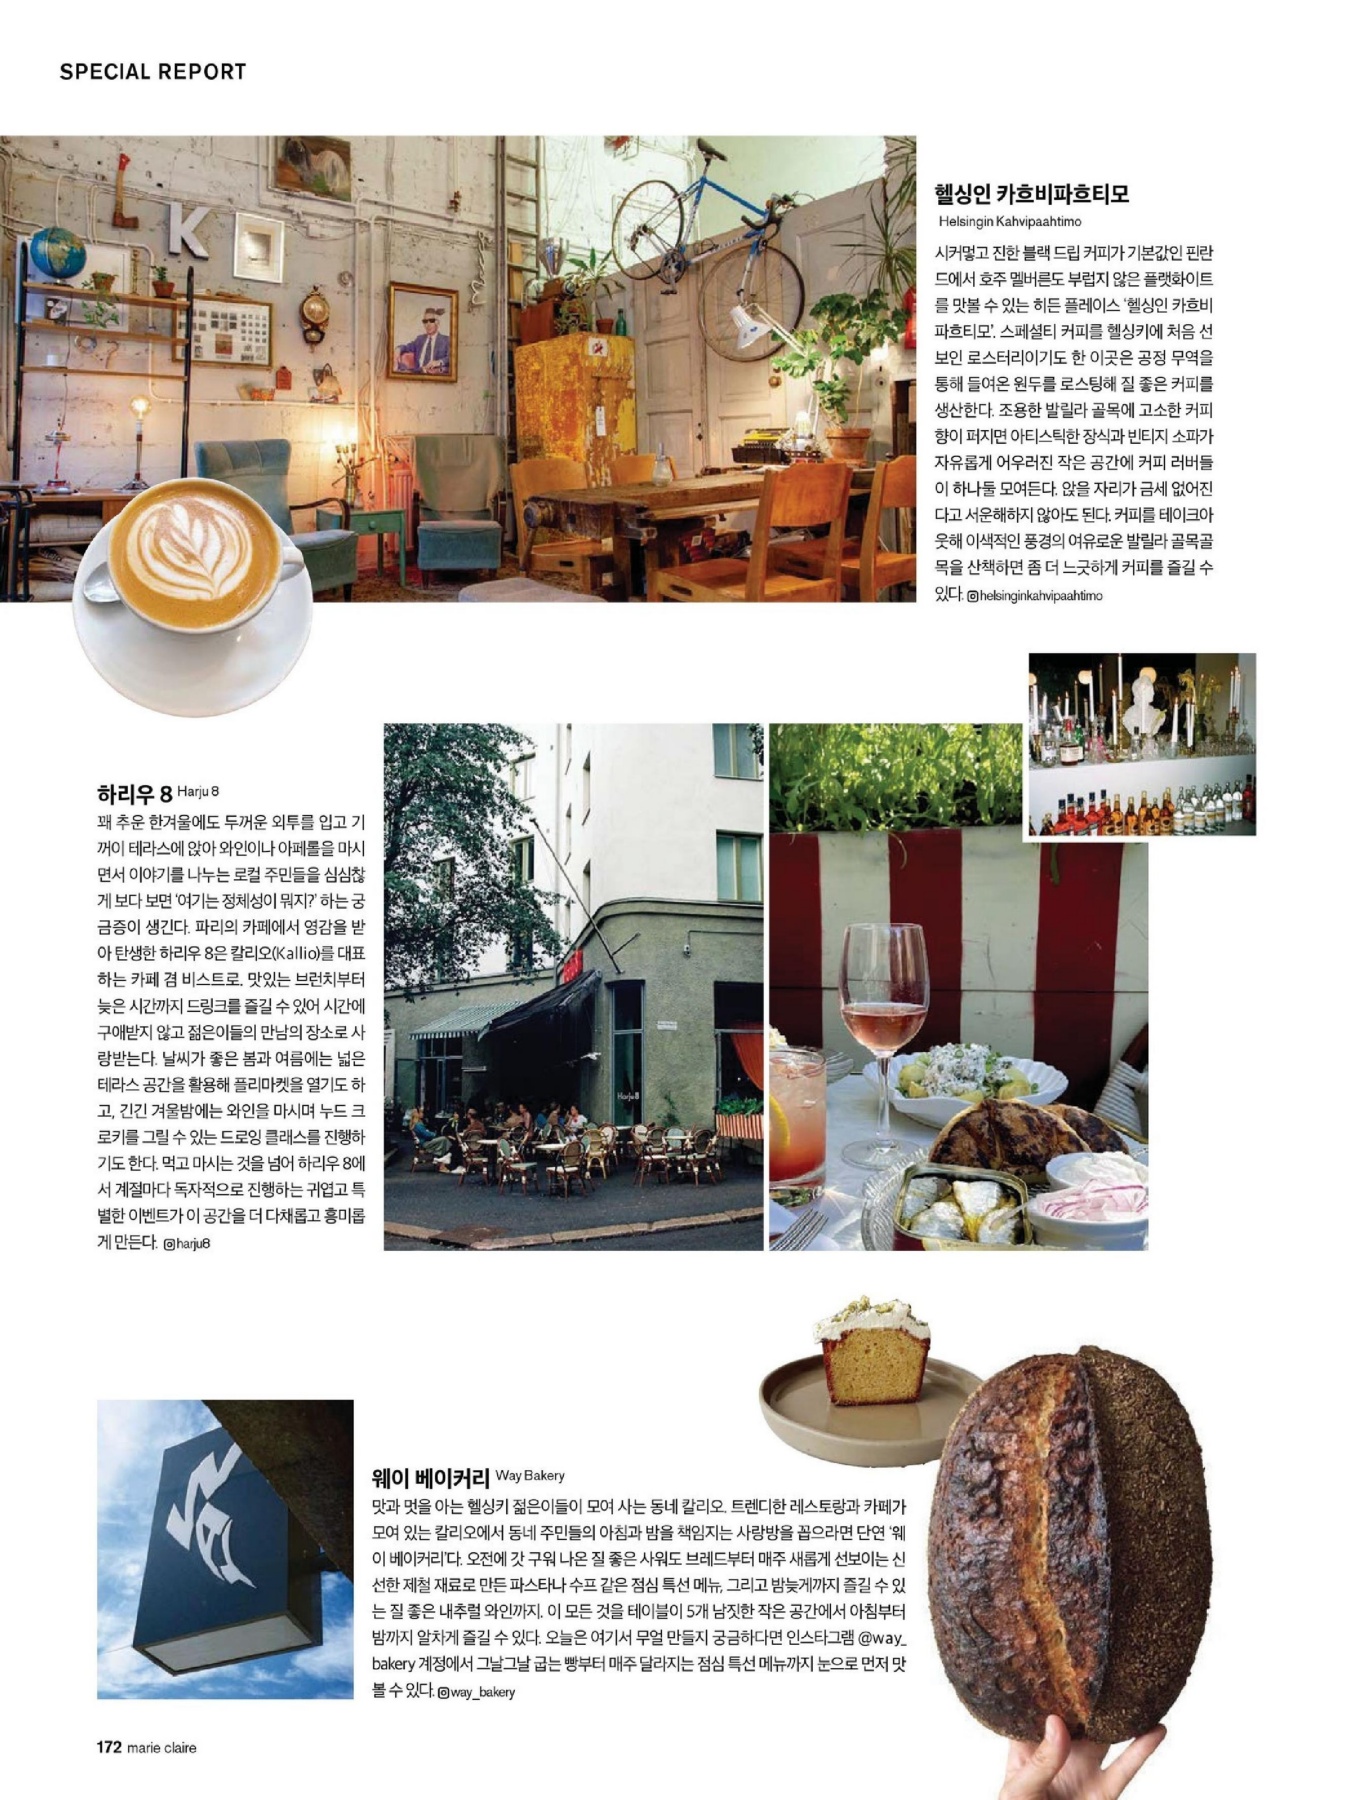 SPECIAL REPORT
K
헬싱인 카흐비파흐티모
Helsingin Kahvipaahtimo
시커멓고 진한 블랙 드립 커피가 기본값인 핀란
드에서 호주 멜버른도 부럽지 않은 플랫화이트
를 맛볼 수 있는 히든 플레이스 ‘헬싱인 카흐비
파흐티모’. 스페셜티 커피를 헬싱키에 처음 선
보인 로스터리이기도 한 이곳은 공정 무역을
통해 들여온 원두를 로스팅해 질 좋은 커피를
생산한다. 조용한 발릴라 골목에 고소한 커피
향이 퍼지면 아티스틱한 장식과 빈티지 소파가
자유롭게 어우러진 작은 공간에 커피 러버들
이 하나둘 모여든다. 앉을 자리가 금세 없어진
다고 서운해하지 않아도 된다. 커피를 테이크아
웃해 이색적인 풍경의 여유로운 발릴라 골목골
목을 산책하면 좀 더 느긋하게 커피를 즐길 수
있다. helsinginkahvipaahtimo
하리우 8 Harju 8
꽤 추운 한겨울에도 두꺼운 외투를 입고 기
꺼이 테라스에 앉아 와인이나 아페롤을 마시
면서 이야기를 나누는 로컬 주민들을 심심찮
게 보다 보면 ‘여기는 정체성이 뭐지?’ 하는 궁
금증이 생긴다. 파리의 카페에서 영감을 받
아 탄생한 하리우 8은 칼리오(Kallio)를 대표
하는 카페 겸 비스트로. 맛있는 브런치부터
늦은 시간까지 드링크를 즐길 수 있어 시간에
구애받지 않고 젊은이들의 만남의 장소로 사
랑받는다. 날씨가 좋은 봄과 여름에는 넓은
테라스 공간을 활용해 플리마켓을 열기도 하
고, 긴긴 겨울밤에는 와인을 마시며 누드 크
로키를 그릴 수 있는 드로잉 클래스를 진행하
기도 한다. 먹고 마시는 것을 넘어 하리우 8에
서 계절마다 독자적으로 진행하는 귀엽고 특
별한 이벤트가 이 공간을 더 다채롭고 흥미롭
게 만든다. harju8
Harju 8
웨이 베이커리 Way Bakery
맛과 멋을 아는 헬싱키 젊은이들이 모여 사는 동네 칼리오. 트렌디한 레스토랑과 카페가
모여 있는 칼리오에서 동네 주민들의 아침과 밤을 책임지는 사랑방을 꼽으라면 단연 ‘웨
이 베이커리’다. 오전에 갓 구워 나온 질 좋은 사워도 브레드부터 매주 새롭게 선보이는 신
선한 제철 재료로 만든 파스타나 수프 같은 점심 특선 메뉴, 그리고 밤늦게까지 즐길 수 있
는 질 좋은 내추럴 와인까지. 이 모든 것을 테이블이 5개 남짓한 작은 공간에서 아침부터
밤까지 알차게 즐길 수 있다. 오늘은 여기서 무얼 만들지 궁금하다면 인스타그램 @way_
bakery 계정에서 그날그날 굽는 빵부터 매주 달라지는 점심 특선 메뉴까지 눈으로 먼저 맛
볼 수 있다. way_bakery
172 marie claire